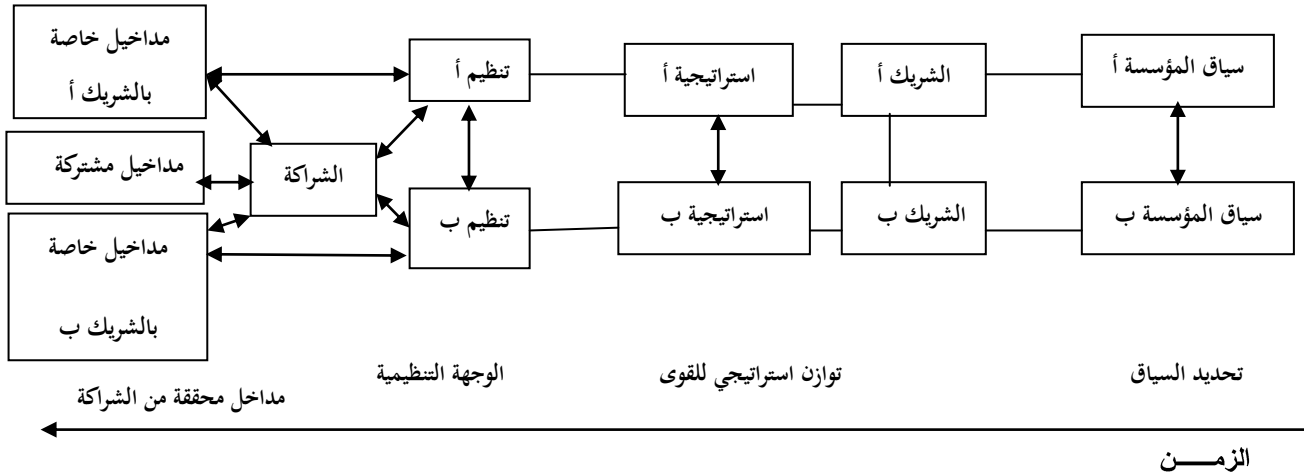 سياق المؤسسة أ
الشريك أ
استراتيجية أ
تنظيم أ
مداخيل خاصة
بالشريك أ
الشراكة
مداخيل مشتركة
سياق المؤسسة ب
الشريك ب
استراتيجية ب
تنظيم ب
مداخيل خاصة
بالشريك ب
تحديد السياق
توازن استراتيجي للقوى
الوجهة التنظيمية
مداخل محققة من الشراكة
الزمـــن